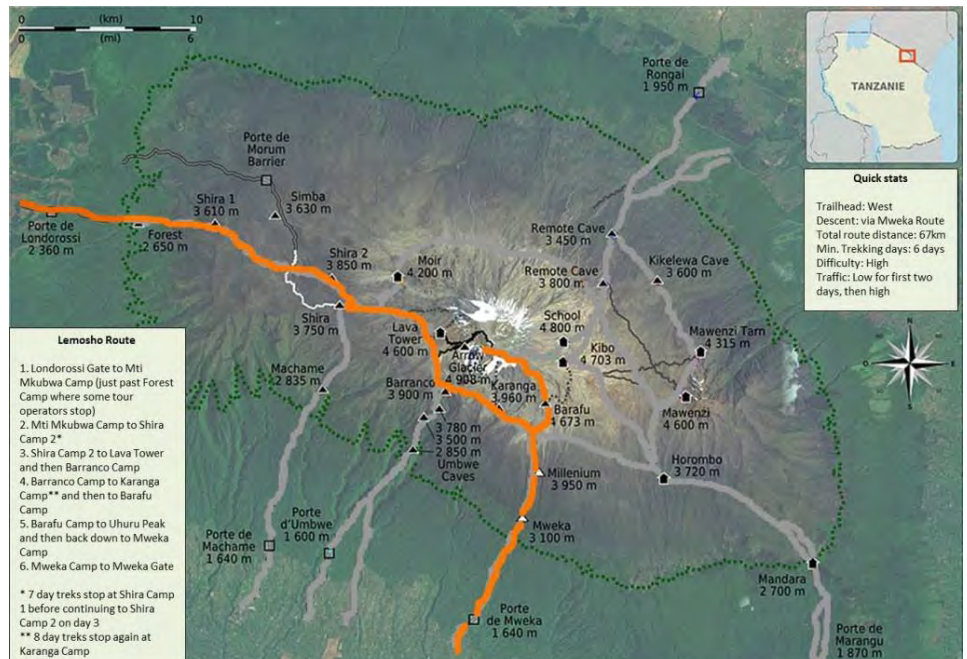 0 10
(km)
0 6
(mi)
Porte de
Rongai
1 950 m
TANZANIE
Quick stats
Trailhead: West
Descent: via Mweka Route
Total route distance: 67km
Min. Trekking days: 6 days
Difficulty: High
Traffic: Low for first two
days, then high
Porte de
Morum
Barrier
Shira 1
3 610 m
Simba
3 630 m
Porte de
Londorossi
2 360 m
Forest
2 650 m
Shira 2
3 850 m
Moir
4 200 m
Remote Cave
3 450 m
Kikelewa Cave
3 600 m
Remote Cave
3 800 m
Shira
3 750 m
School
4 800 m
Lava
Tower
4 600 m
Kibo
4 703 m
Mawenzi Tarn
4 315 m
Arrow
Glacier
4 908 m
Machame
2 835 m
Barranco
3 900 m
Karanga
3 960 m
Barafu
4 673 m
Mawenzi
4 600 m
3 780 m
3 500 m
2 850 m
Umbwe
Caves
Millenium
3 950 m
Horombo
3 720 m
Mweka
3 100 m
Porte
d'Umbwe
1 600 m
Porte de
Machame
1 640 m
Mandara
2 700 m
Porte
de Mweka
1 640 m
Porte de
Marangu
1 870 m
N
O E
S
Lemosho Route
1. Londorossi Gate to Mti
Mkubwa Camp (just past Forest
Camp where some tour
operators stop)
2. Mti Mkubwa Camp to Shira
Camp 2*
3. Shira Camp 2 to Lava Tower
and then Barranco Camp
4. Barranco Camp to Karanga
Camp** and then to Barafu
Camp
5. Barafu Camp to Uhuru Peak
and then back down to Mweka
Camp
6. Mweka Camp to Mweka Gate
* 7 day treks stop at Shira Camp
1 before continuing to Shira
Camp 2 on day 3
** 8 day treks stop again at
Karanga Camp